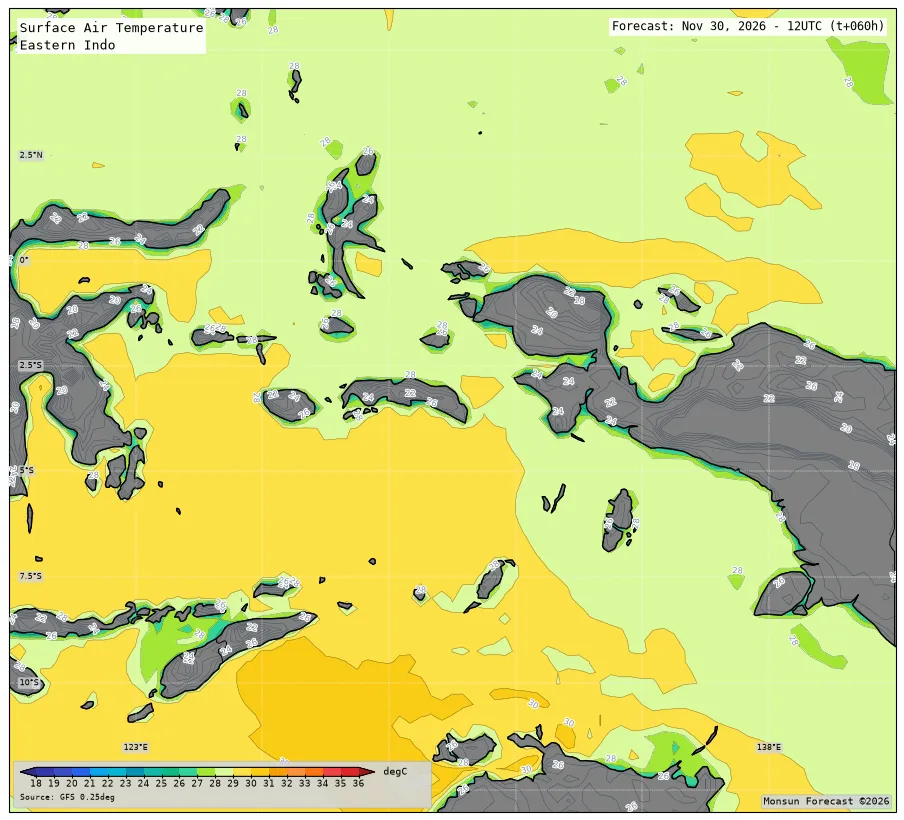 Surface Air Temperature
Eastern Indo
Forecast: Nov 30, 2026 - 12UTC (t+060h)
2.5°N
0°
2.5°S
5°S
7.5°S
10°S
123°E
138°E
degC
18 19 20 21 22 23 24 25 26 27 28 29 30 31 32 33 34 35 36
Source: GFS 0.25deg
Monsun Forecast ©2026